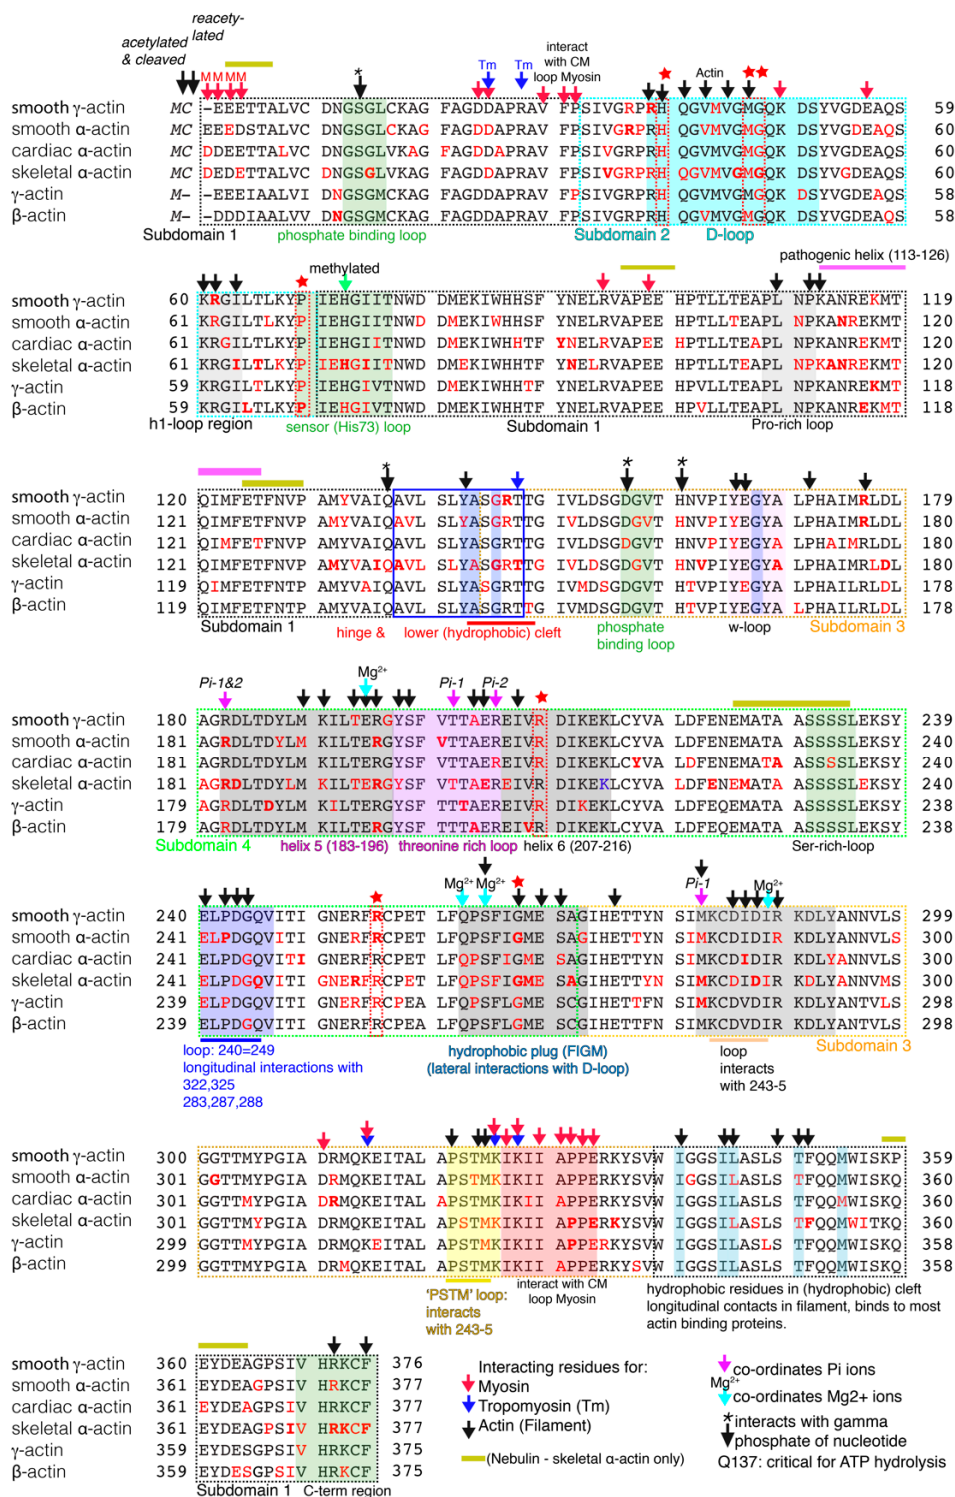 reacety-
lated
acetylated
& cleaved
interact
with CM
loop Myosin
M M M M * Tm Tm Actin
smooth γ-actin MC -EEETTALVC DNGSGLCKAG FAGDDAPRAV FPSIVGRPRH QGVMVGMGQK DSYVGDEAQS 59
smooth α-actin MC EEEDSTALVC DNGSGLCKAG FAGDDAPRAV FPSIVGRPRH QGVMVGMGQK DSYVGDEAQS 60
cardiac α-actin MC DDEETTALVC DNGSGLVKAG FAGDDAPRAV FPSIVGRPRH QGVMVGMGQK DSYVGDEAQS 60
skeletal α-actin MC DEDETTALVC DNGSGLVKAG FAGDDAPRAV FPSIVGRPRH QGVMVGMGQK DSYVGDEAQS 60
γ-actin M- -EEEIAALVI DNGSGMCKAG FAGDDAPRAV FPSIVGRPRH QGVMVGMGQK DSYVGDEAQS 58
β-actin M- -DDDIAALVV DNGSGMCKAG FAGDDAPRAV FPSIVGRPRH QGVMVGMGQK DSYVGDEAQS 58
Subdomain 1 phosphate binding loop Subdomain 2 D-loop
methylated pathogenic helix (113-126)
smooth γ-actin 60 KRGILTLKYP IEHGIITNWD DMEKIWHHSF YNELRVAPEE HPTLLTEAPL NPKANREKMT 119
smooth α-actin 61 KRGILTLKYP IEHGIITNWD DMEKIWHHSF YNELRVAPEE HPTLLTEAPL NPKANREKMT 120
cardiac α-actin 61 KRGILTLKYP IEHGIITNWD DMEKIWHHTF YNELRVAPEE HPTLLTEAPL NPKANREKMT 120
skeletal α-actin 61 KRGILTLKYP IEHGIITNWD DMEKIWHHTF YNELRVAPEE HPTLLTEAPL NPKANREKMT 120
γ-actin 59 KRGILTLKYP IEHGIVTNWD DMEKIWHHTF YNELRVAPEE HPVLLTEAPL NPKANREKMT 118
β-actin 59 KRGILTLKYP IEHGIVTNWD DMEKIWHHTF YNELRVAPEE HPVLLTEAPL NPKANREKMT 118
h1-loop region sensor (His73) loop Subdomain 1 Pro-rich loop
* * *
smooth γ-actin 120 QIMFETFNVP AMYVAIQAVL SLYASGRTTG IVLDSGDGVT HNVPIYEGYA LPHAIMRLDL 179
smooth α-actin 121 QIMFETFNVP AMYVAIQAVL SLYASGRTTG IVLDSGDGVT HNVPIYEGYA LPHAIMRLDL 180
cardiac α-actin 121 QIMFETFNVP AMYVAIQAVL SLYASGRTTG IVLDSGDGVT HNVPIYEGYA LPHAIMRLDL 180
skeletal α-actin 121 QIMFETFNVP AMYVAIQAVL SLYASGRTTG IVLDSGDGVT HNVPIYEGYA LPHAIMRLDL 180
γ-actin 119 QIMFETFNTP AMYVAIQAVL SLYASGRTTG IVMDSGDGVT HTVPIYEGYA LPHAILRLDL 178
β-actin 119 QIMFETFNTP AMYVAIQAVL SLYASGRTTG IVMDSGDGVT HTVPIYEGYA LPHAILRLDL 178
Subdomain 1 hinge & lower (hydrophobic) cleft phosphate binding loop w-loop Subdomain 3
Pi-1&2 Mg2+ Pi-1 Pi-2
smooth γ-actin 180 AGRDLTDYLM KILTERGYSF VTTAEREIVR DIKEKLCYVA LDFENEMATA ASSSSLEKSY 239
smooth α-actin 181 AGRDLTDYLM KILTERGYSF VTTAEREIVR DIKEKLCYVA LDFENEMATA ASSSSLEKSY 240
cardiac α-actin 181 AGRDLTDYLM KILTERGYSF VTTAEREIVR DIKEKLCYVA LDFENEMATA ASSSSLEKSY 240
skeletal α-actin 181 AGRDLTDYLM KILTERGYSF VTTAEREIVR DIKEKLCYVA LDFENEMATA ASSSSLEKSY 240
γ-actin 179 AGRDLTDYLM KILTERGYSF TTTAEREIVR DIKEKLCYVA LDFEQEMATA ASSSSLEKSY 238
β-actin 179 AGRDLTDYLM KILTERGYSF TTTAEREIVR DIKEKLCYVA LDFEQEMATA ASSSSLEKSY 238
Subdomain 4 helix 5 (183-196) threonine rich loop helix 6 (207-216) Ser-rich-loop
Mg2+ Mg2+ Pi-1 Mg2+
smooth γ-actin 240 ELPDGQVITI GNERFRCPET LFQPSFIGME SAGIHETTYN SIMKCDIDIR KDLYANNVLS 299
smooth α-actin 241 ELPDGQVITI GNERFRCPET LFQPSFIGME SAGIHETTYN SIMKCDIDIR KDLYANNVLS 300
cardiac α-actin 241 ELPDGQVITI GNERFRCPET LFQPSFIGME SAGIHETTYN SIMKCDIDIR KDLYANNVLS 300
skeletal α-actin 241 ELPDGQVITI GNERFRCPET LFQPSFIGME SAGIHETTYN SIMKCDIDIR KDLYANNVMS 300
γ-actin 239 ELPDGQVITI GNERFRCPEA LFQPSFLGME SCGIHETTFN SIMKCDVDIR KDLYANTVLS 298
β-actin 239 ELPDGQVITI GNERFRCPEA LFQPSFLGME SCGIHETTFN SIMKCDVDIR KDLYANTVLS 298
Subdomain 3
loop: 240=249
longitudinal interactions with
322,325
283,287,288
hydrophobic plug (FIGM)
(lateral interactions with D-loop)
loop
interacts
with 243-5
smooth γ-actin 300 GGTTMYPGIA DRMQKEITAL APSTMKIKII APPERKYSVW IGGSILASLS TFQQMWISKP 359
smooth α-actin 301 GGTTMYPGIA DRMQKEITAL APSTMKIKII APPERKYSVW IGGSILASLS TFQQMWISKQ 360
cardiac α-actin 301 GGTTMYPGIA DRMQKEITAL APSTMKIKII APPERKYSVW IGGSILASLS TFQQMWISKQ 360
skeletal α-actin 301 GGTTMYPGIA DRMQKEITAL APSTMKIKII APPERKYSVW IGGSILASLS TFQQMWITKQ 360
γ-actin 299 GGTTMYPGIA DRMQKEITAL APSTMKIKII APPERKYSVW IGGSILASLS TFQQMWISKQ 358
β-actin 299 GGTTMYPGIA DRMQKEITAL APSTMKIKII APPERKYSVW IGGSILASLS TFQQMWISKQ 358
'PSTM' loop:
interacts
with 243-5
interact with CM
loop Myosin
hydrophobic residues in (hydrophobic) cleft
longitudinal contacts in filament, binds to most
actin binding proteins.
smooth γ-actin 360 EYDEAGPSIV HRKCF 376
smooth α-actin 361 EYDEAGPSIV HRKCF 377
cardiac α-actin 361 EYDEAGPSIV HRKCF 377
skeletal α-actin 361 EYDEAGPSIV HRKCF 377
γ-actin 359 EYDESGPSIV HRKCF 375
β-actin 359 EYDESGPSIV HRKCF 375
Subdomain 1 C-term region
Interacting residues for:
Myosin
Tropomyosin (Tm)
Actin (Filament)
(Nebulin - skeletal α-actin only)
co-ordinates Pi ions
Mg2+
co-ordinates Mg2+ ions
* interacts with gamma
phosphate of nucleotide
Q137: critical for ATP hydrolysis